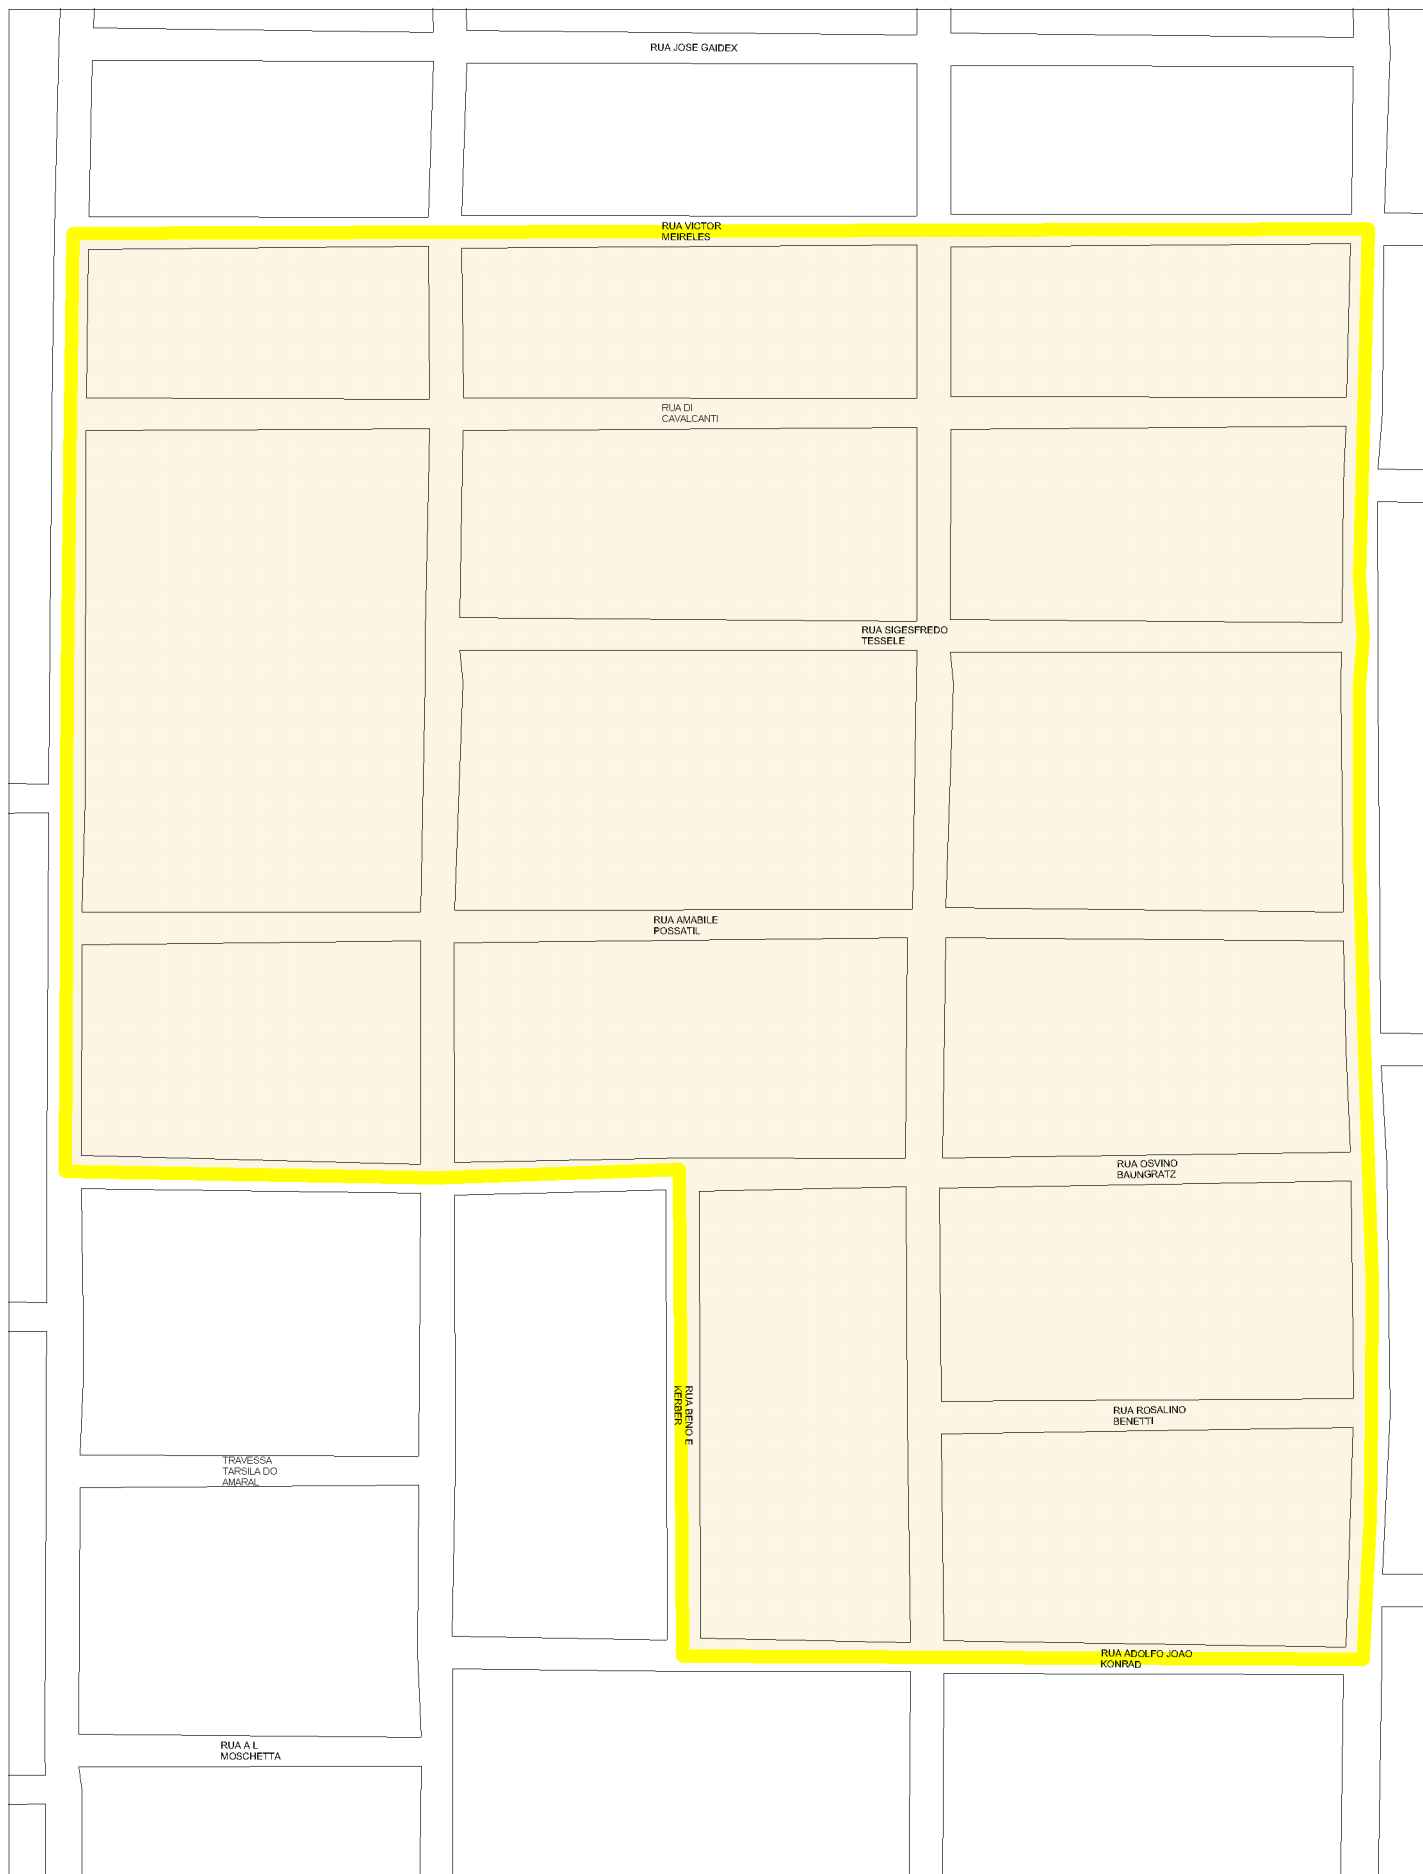 RUA JOSE GAIDEX
RUA VICTOR
MEIRELES
RUA DI
CAVALCANTI
RUA SIGESFREDO
TESSELE
RUA AMABILE
POSSATIL
RUA OSVINO
BAUNGRATZ
RUA BENO E
KERBER
RUA ROSALINO
BENETTI
TRAVESSA
TARSILA DO
AMARAL
RUA ADOLFO JOAO
KONRAD
RUA A L
MOSCHETTA